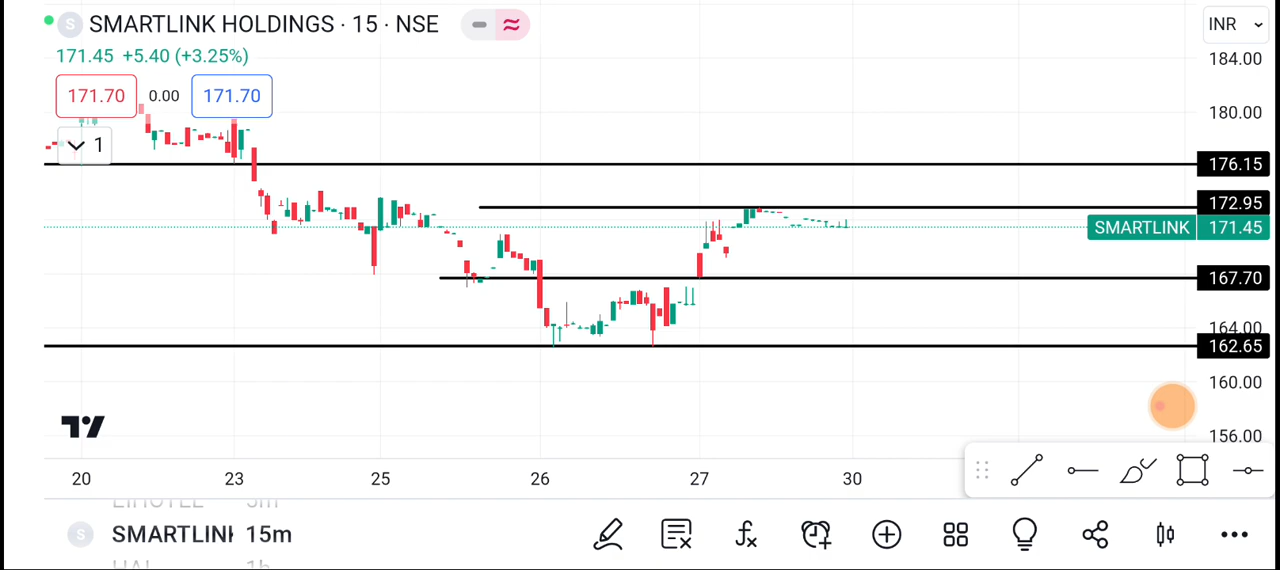 S SMARTLINK HOLDINGS · 15 · NSE
INR
171.45 +5.40 (+3.25%)
171.70 0.00 171.70
1
184.00
180.00
176.15
172.95
SMARTLINK 171.45
167.70
164.00
162.65
160.00
156.00
20 23 25 26 27 30
S SMARTLINK 15m